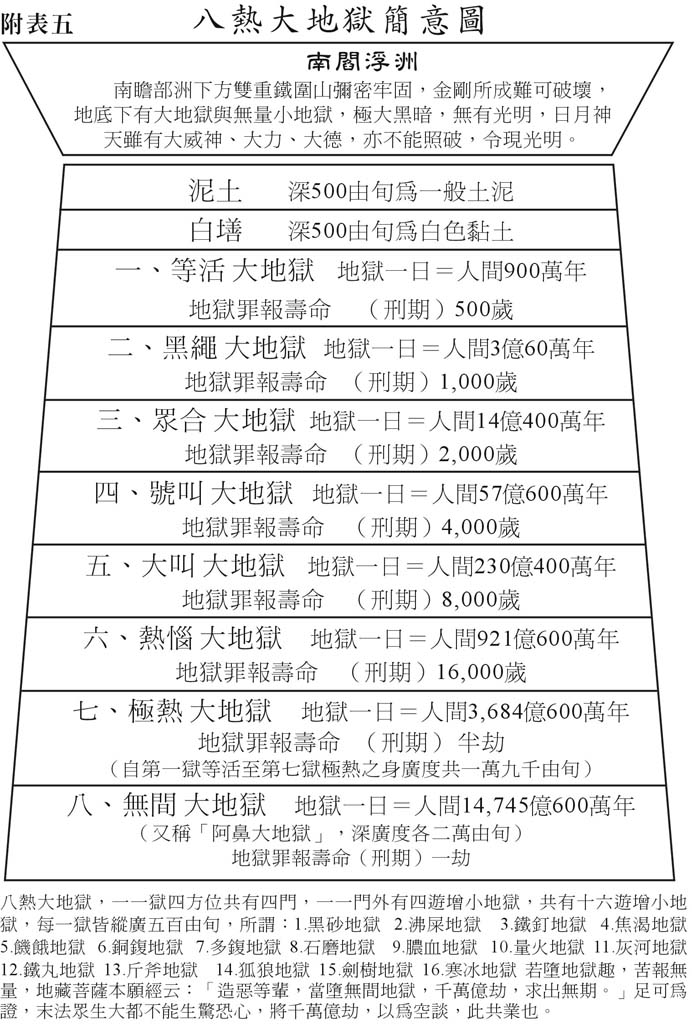 附表五
八熱大地獄簡意圖
南閻浮洲
南瞻部洲下方雙重鐵圍山彌密牢固，金剛所成難可破壞，
地底下有大地獄與無量小地獄，極大黑暗，無有光明，日月神
天雖有大威神、大力、大德，亦不能照破，令現光明。
泥土 深500由旬爲一般土泥
白墡 深500由旬爲白色黏土
一、等活大地獄 地獄一日＝人間900萬年
地獄罪報壽命 （刑期）500歲
二、黑繩大地獄 地獄一日＝人間3億60萬年
地獄罪報壽命 （刑期）1,000歲
三、眾合大地獄 地獄一日＝人間14億400萬年
地獄罪報壽命 （刑期）2,000歲
四、號叫大地獄 地獄一日＝人間57億600萬年
地獄罪報壽命 （刑期）4,000歲
五、大叫大地獄 地獄一日＝人間230億400萬年
地獄罪報壽命 （刑期）8,000歲
六、熱惱大地獄 地獄一日＝人間921億600萬年
地獄罪報壽命 （刑期）16,000歲
七、極熱大地獄 地獄一日＝人間3,684億600萬年
地獄罪報壽命 （刑期）半劫
（自第一獄等活至第七獄極熱之身廣度共一萬九千由旬）
八、無間大地獄 地獄一日＝人間14,745億600萬年
（又稱「阿鼻大地獄」，深廣度各二萬由旬）
地獄罪報壽命（刑期）一劫
八熱大地獄，一一獄四方位共有四門，一一門外有四遊增小地獄，共有十六遊增小地
獄，每一獄皆縱廣五百由旬，所謂：1.黑砂地獄 2.沸屎地獄 3.鐵釘地獄 4.焦渴地獄
5.饑餓地獄 6.銅鍑地獄 7.多鍑地獄 8.石磨地獄 9.膿血地獄 10.量火地獄 11.灰河地獄
12.鐵丸地獄 13.斤斧地獄 14.狐狼地獄 15.劍樹地獄 16.寒冰地獄 若墮地獄趣，苦報無
量，地藏菩薩本願經云：「造惡等輩，當墮無間地獄，千萬億劫，求出無期。」足可爲
證，末法眾生大都不能生驚恐心，將千萬億劫，以爲空談，此共業也。